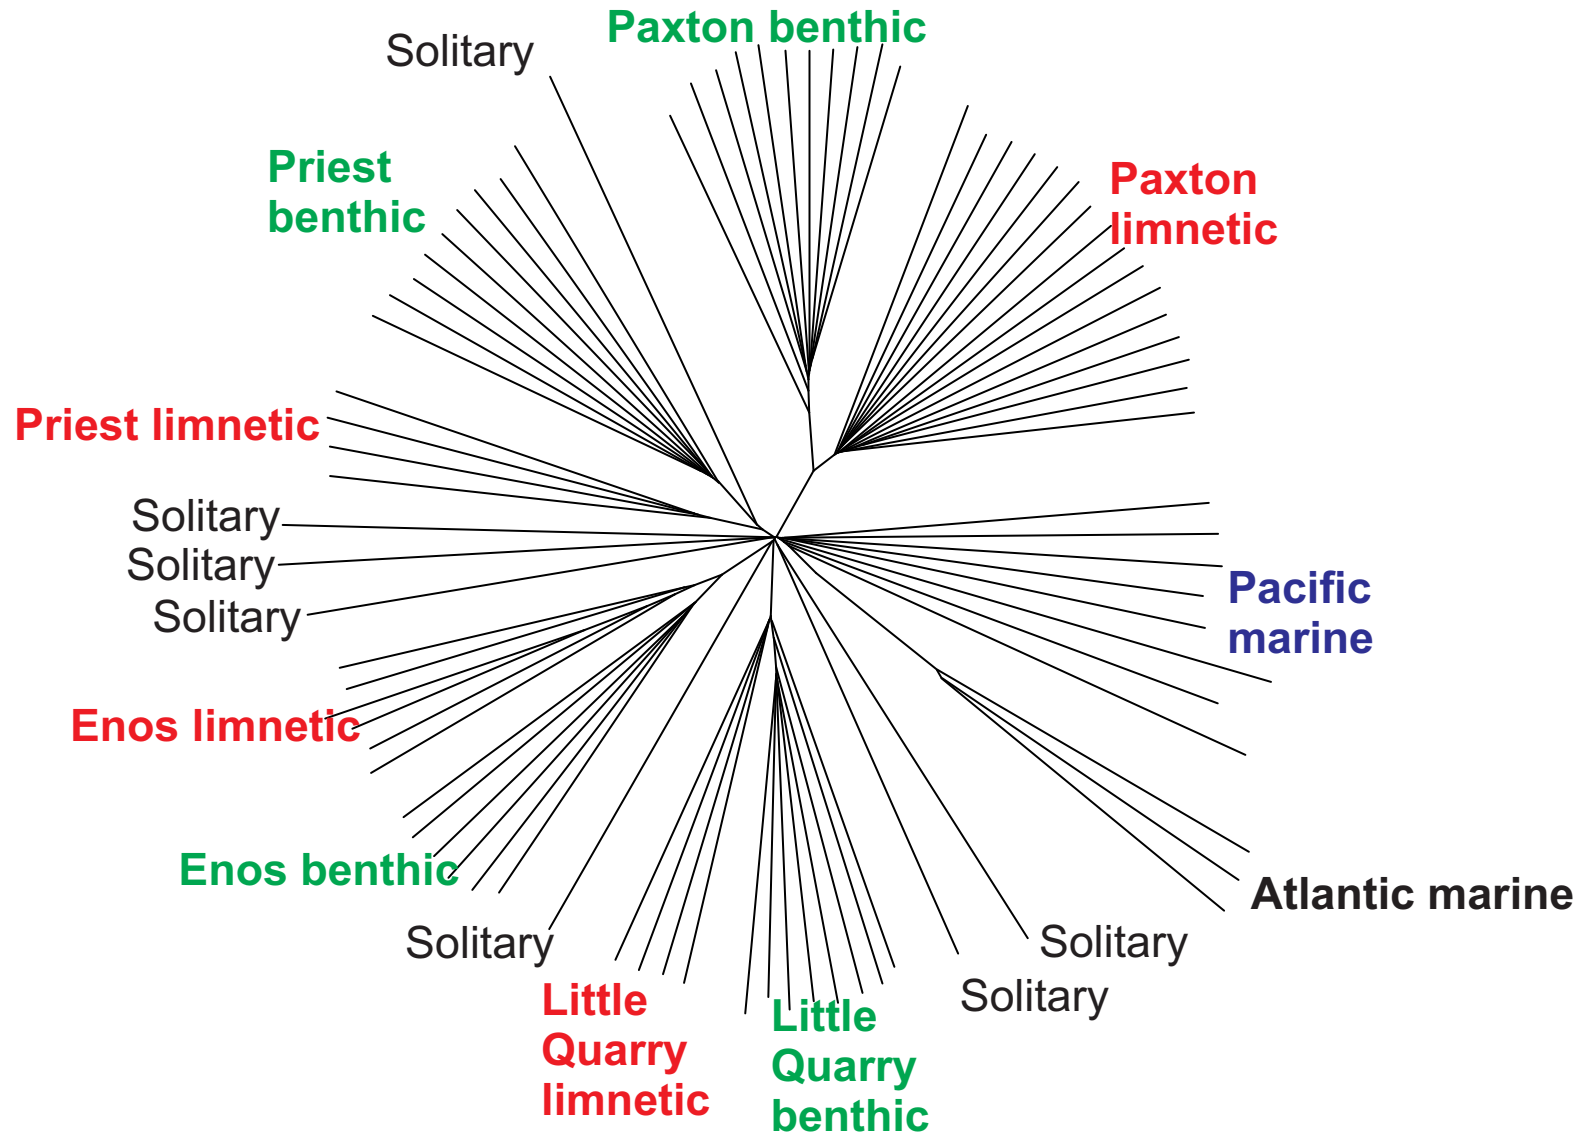 Paxton benthic
Solitary
Priest
benthic
Paxton
limnetic
Priest limnetic
Solitary
Solitary
Solitary
Pacific
marine
Enos limnetic
Enos benthic
Atlantic marine
Solitary
Solitary
Solitary
Little
Quarry
limnetic
Little
Quarry
benthic